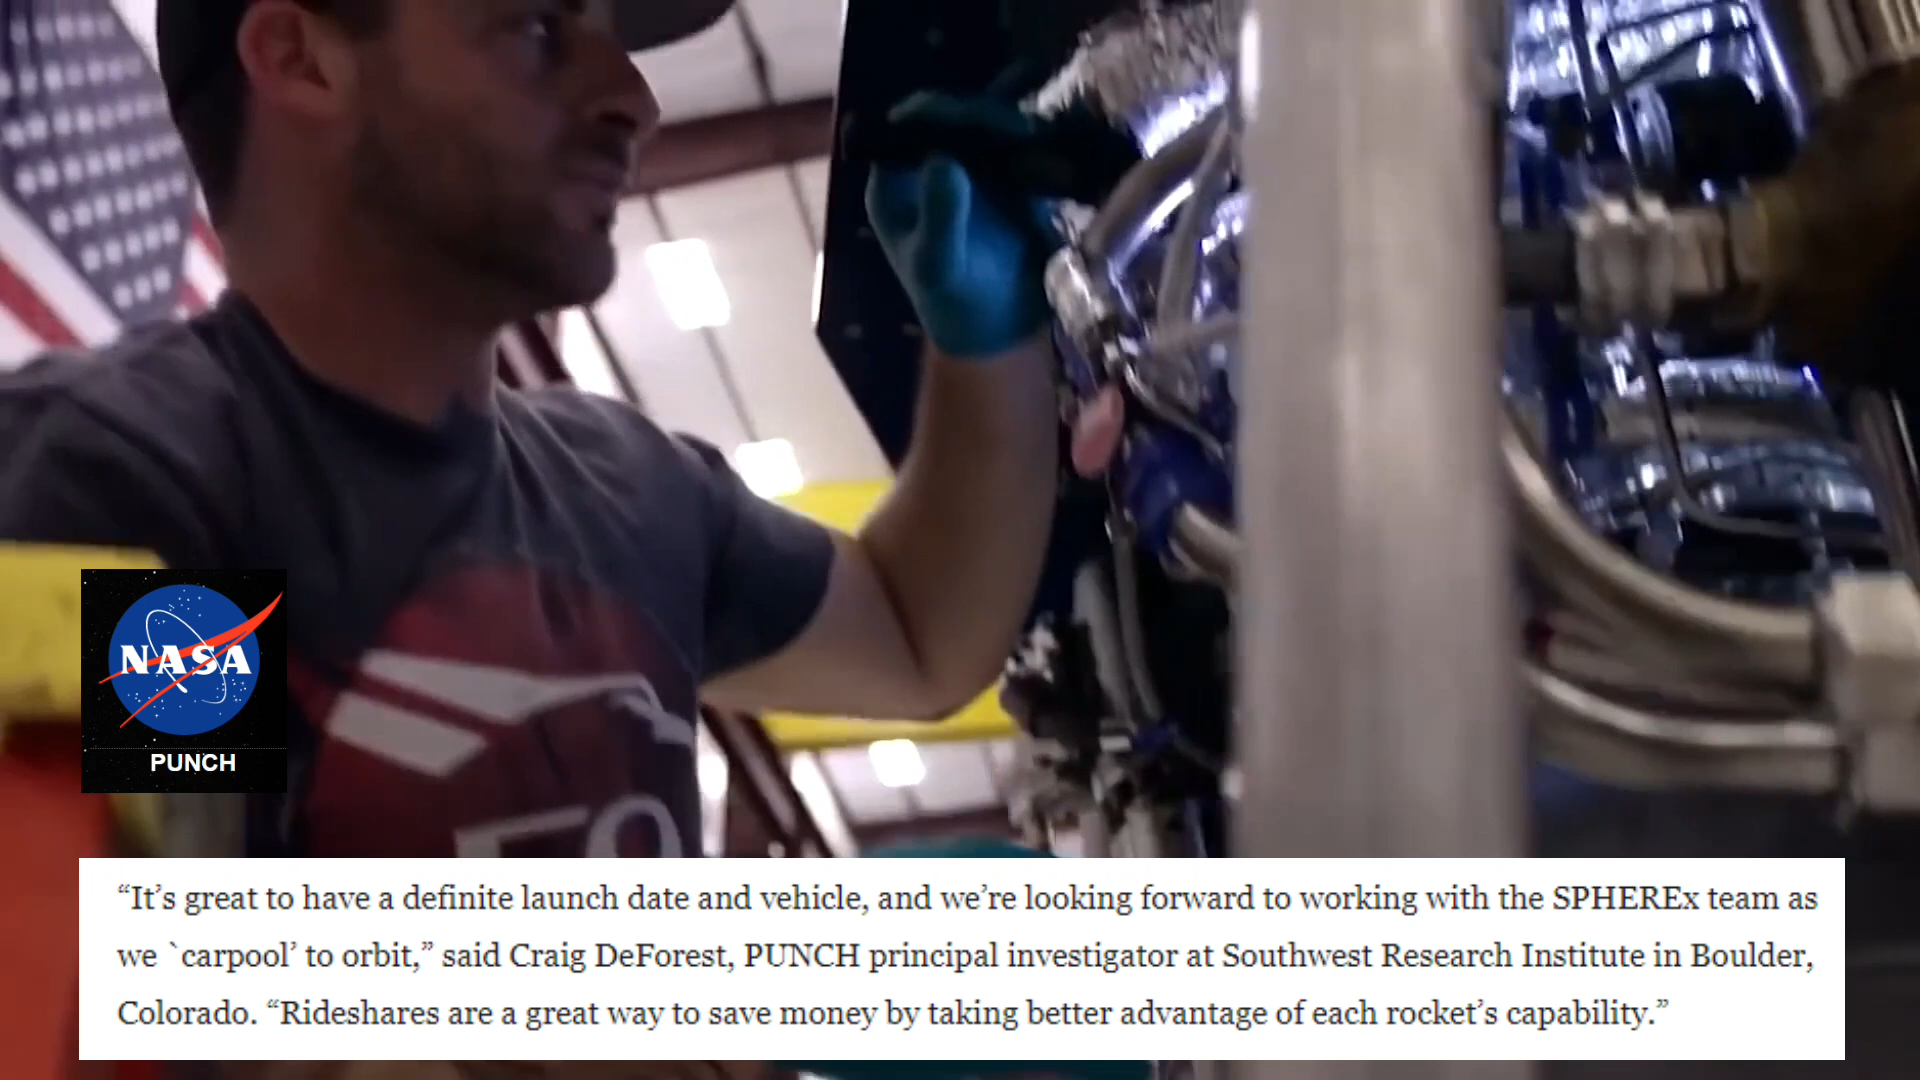 NASA
PUNCH
“It’s great to have a definite launch date and vehicle, and we’re looking forward to working with the SPHEREx team as
we `carpool’ to orbit,” said Craig DeForest, PUNCH principal investigator at Southwest Research Institute in Boulder,
Colorado. “Rideshares are a great way to save money by taking better advantage of each rocket’s capability.”